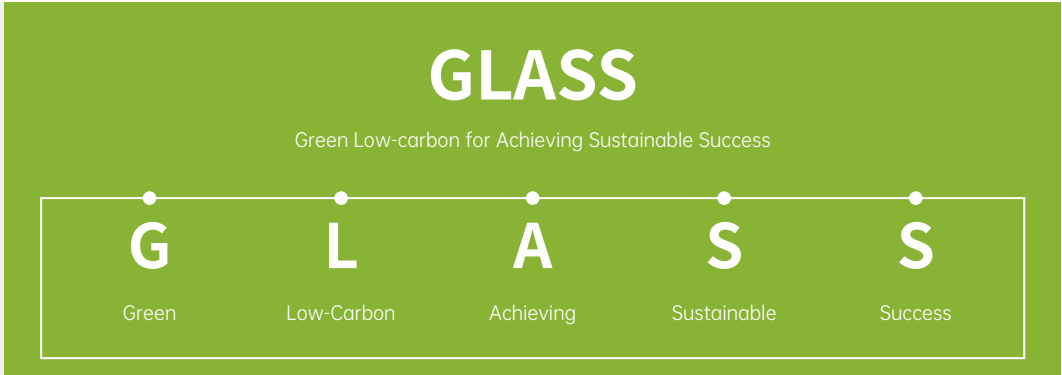 GLASS
Green Low-carbon for Achieving Sustainable Success
G L A S S
Green Low-Carbon Achieving Sustainable Success